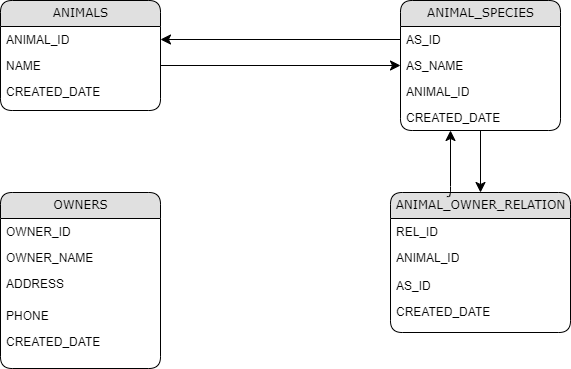 ANIMALS
ANIMAL_ID
NAME
CREATED_DATE
ANIMAL_SPECIES
AS_ID
AS_NAME
ANIMAL_ID
CREATED_DATE
OWNERS
OWNER_ID
OWNER_NAME
ADDRESS
PHONE
CREATED_DATE
ANIMAL_OWNER_RELATION
REL_ID
ANIMAL_ID
AS_ID
CREATED_DATE